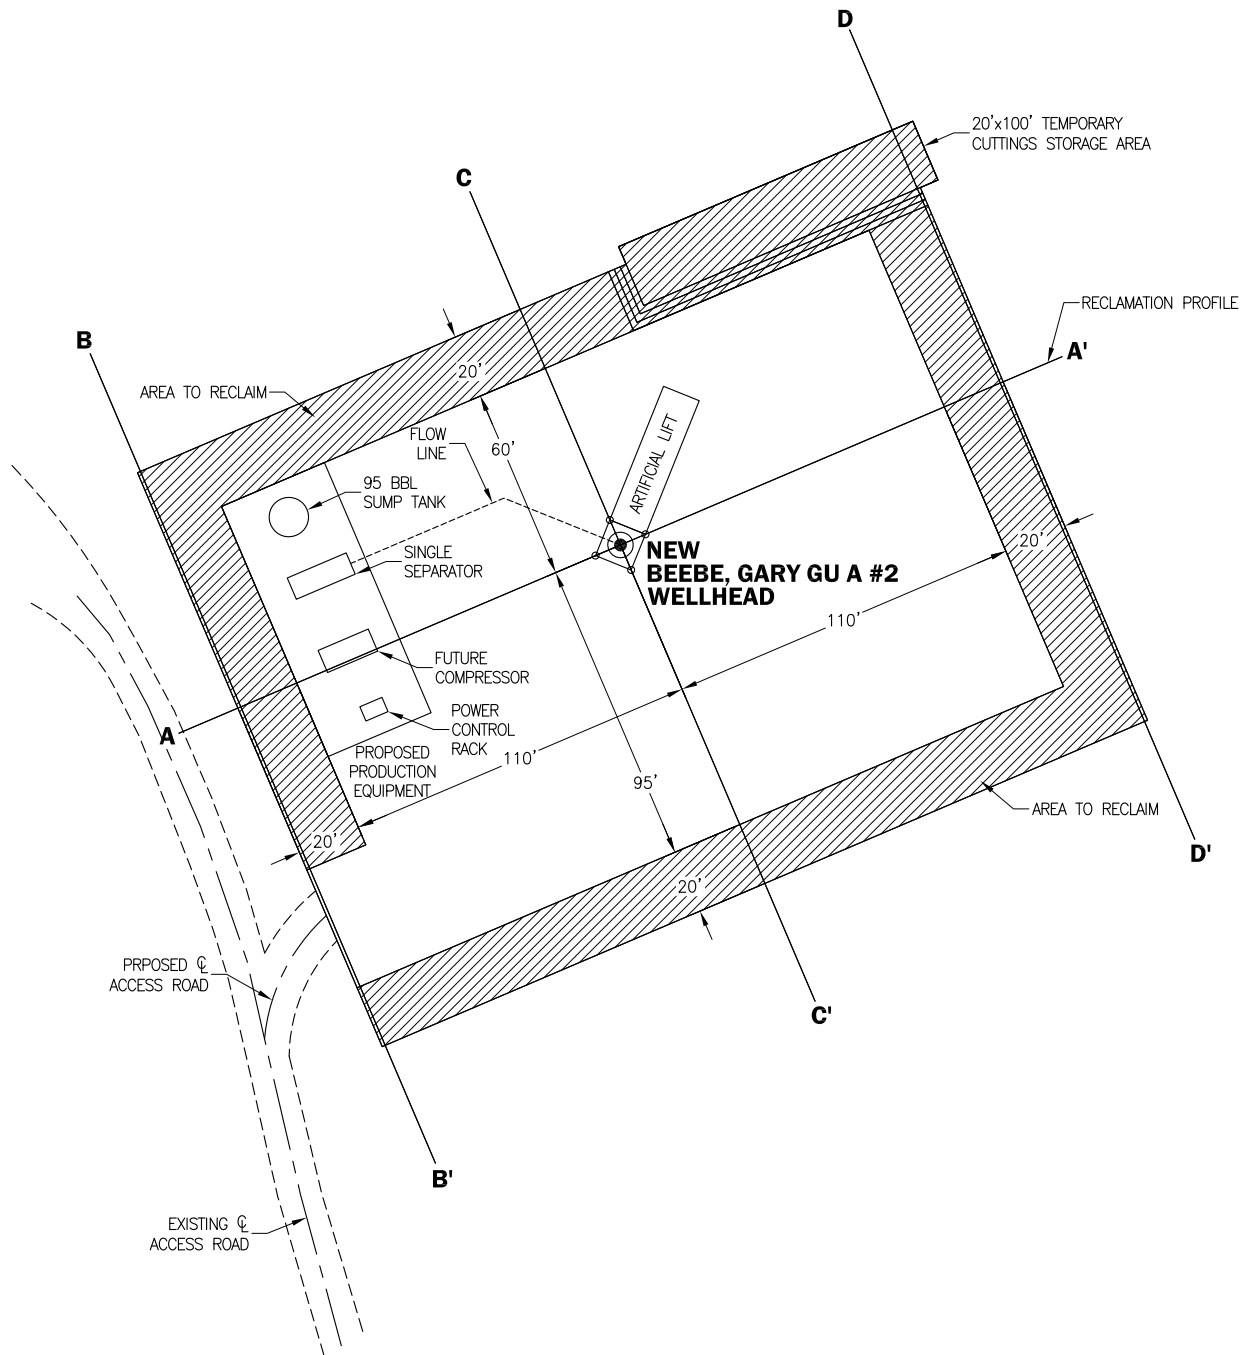 D
20'x100' TEMPORARY
CUTTINGS STORAGE AREA
C
RECLAMATION PROFILE
B
A'
20'
AREA TO RECLAIM
FLOW
LINE
60'
ARTIFICIAL LIFT
95 BBL
SUMP TANK
SINGLE
SEPARATOR
20'
NEW
BEEBE, GARY GU A #2
WELLHEAD
110'
FUTURE
COMPRESSOR
A
POWER
CONTROL
RACK
PROPOSED
PRODUCTION
EQUIPMENT
110'
95'
20'
AREA TO RECLAIM
D'
20'
PRPOSED ℄
ACCESS ROAD
C'
B'
EXISTING ℄
ACCESS ROAD